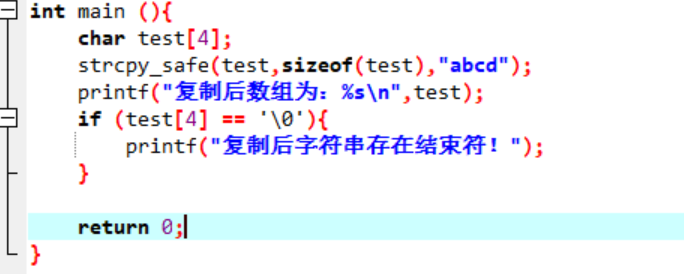 int main (){
    char test[4];
    strcpy_safe(test,sizeof(test),"abcd");
    printf("复制后数组为：%s\n",test);
    if (test[4] == '\0'){
        printf("复制后字符串存在结束符！");
    }
    return 0;
}